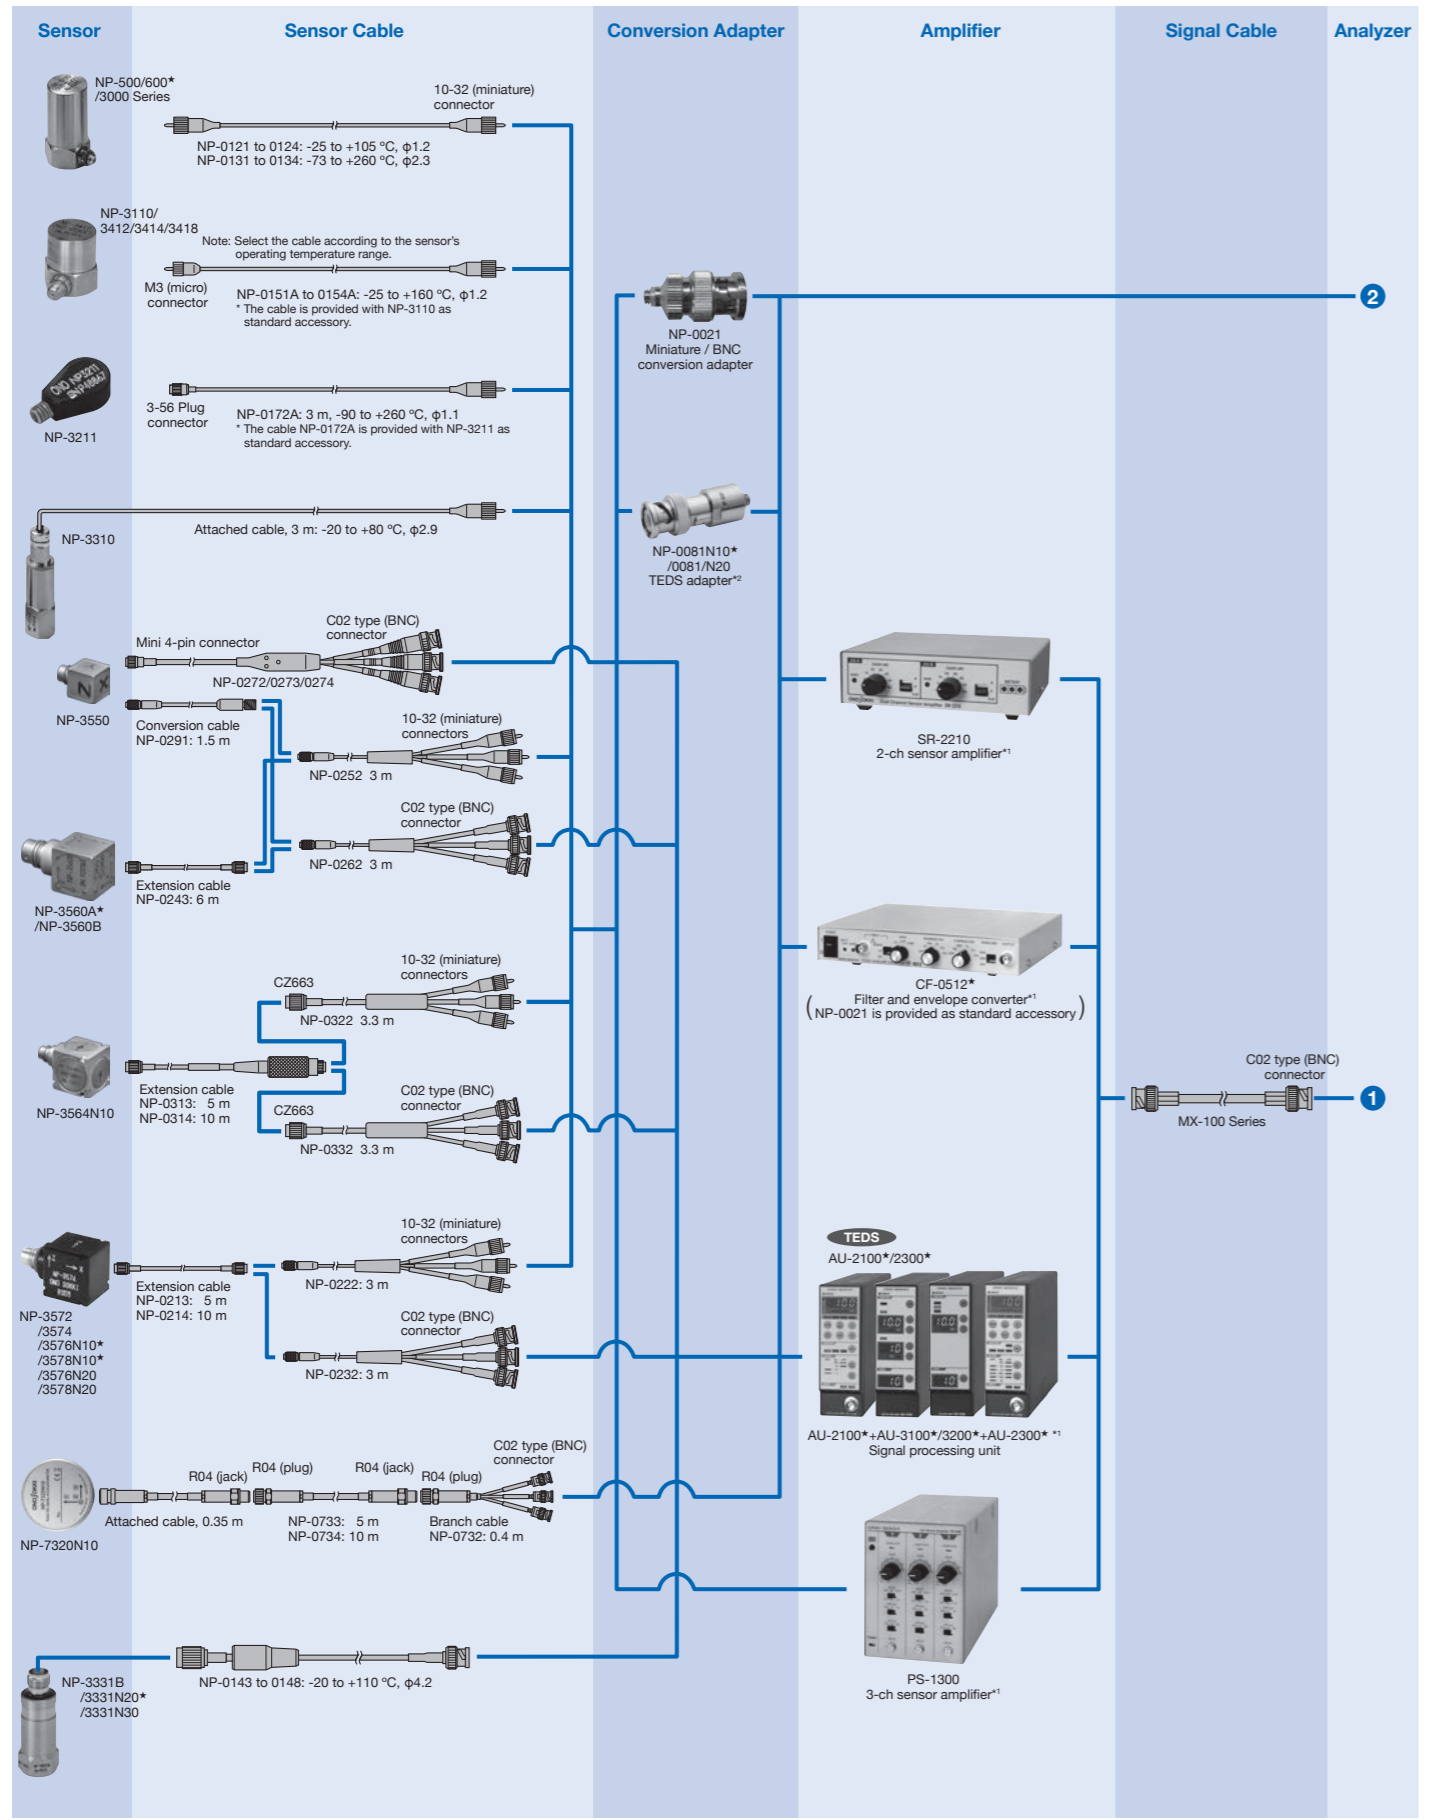 Sensor
Sensor Cable
Conversion Adapter
Amplifier
Signal Cable
Analyzer
NP-500/600★
/3000 Series
10-32 (miniature)
connector
NP-0121 to 0124: -25 to +105 ºC, φ1.2
NP-0131 to 0134: -73 to +260 ºC, φ2.3
NP-3110/
3412/3414/3418
Note: Select the cable according to the sensor's
operating temperature range.
M3 (micro)
connector
NP-0151A to 0154A: -25 to +160 ºC, φ1.2
* The cable is provided with NP-3110 as
standard accessory.
NP-0021
Miniature / BNC
conversion adapter
2
ONO NP3211
NP-3211
3-56 Plug
connector
NP-0172A: 3 m, -90 to +260 ºC, φ1.1
* The cable NP-0172A is provided with NP-3211 as
standard accessory.
NP-3310
Attached cable, 3 m: -20 to +80 ºC, φ2.9
NP-0081N10★
/0081/N20
TEDS adapter*2
Mini 4-pin connector
C02 type (BNC)
connector
NP-0272/0273/0274
NP-3550
Conversion cable
NP-0291: 1.5 m
10-32 (miniature)
connectors
NP-0252 3 m
SR-2210
2-ch sensor amplifier*1
C02 type (BNC)
connector
NP-0262 3 m
Extension cable
NP-0243: 6 m
NP-3560A★
/NP-3560B
CF-0512★
Filter and envelope converter*1
(NP-0021 is provided as standard accessory)
10-32 (miniature)
connectors
CZ663
NP-0322 3.3 m
NP-3564N10
Extension cable
NP-0313: 5 m
NP-0314: 10 m
CZ663
C02 type (BNC)
connector
NP-0332 3.3 m
C02 type (BNC)
connector
MX-100 Series
1
10-32 (miniature)
connectors
NP-0222: 3 m
Extension cable
NP-0213: 5 m
NP-0214: 10 m
NP-3572
/3574
/3576N10★
/3578N10★
/3576N20
/3578N20
C02 type (BNC)
connector
NP-0232: 3 m
TEDS
AU-2100★/2300★
AU-2100★+AU-3100★/3200★+AU-2300★ *1
Signal processing unit
C02 type (BNC)
connector
R04 (jack)
R04 (plug)
R04 (jack)
R04 (plug)
Attached cable, 0.35 m
NP-0733: 5 m
NP-0734: 10 m
Branch cable
NP-0732: 0.4 m
NP-7320N10
PS-1300
3-ch sensor amplifier*1
NP-3331B
/3331N20★
/3331N30
NP-0143 to 0148: -20 to +110 ºC, φ4.2